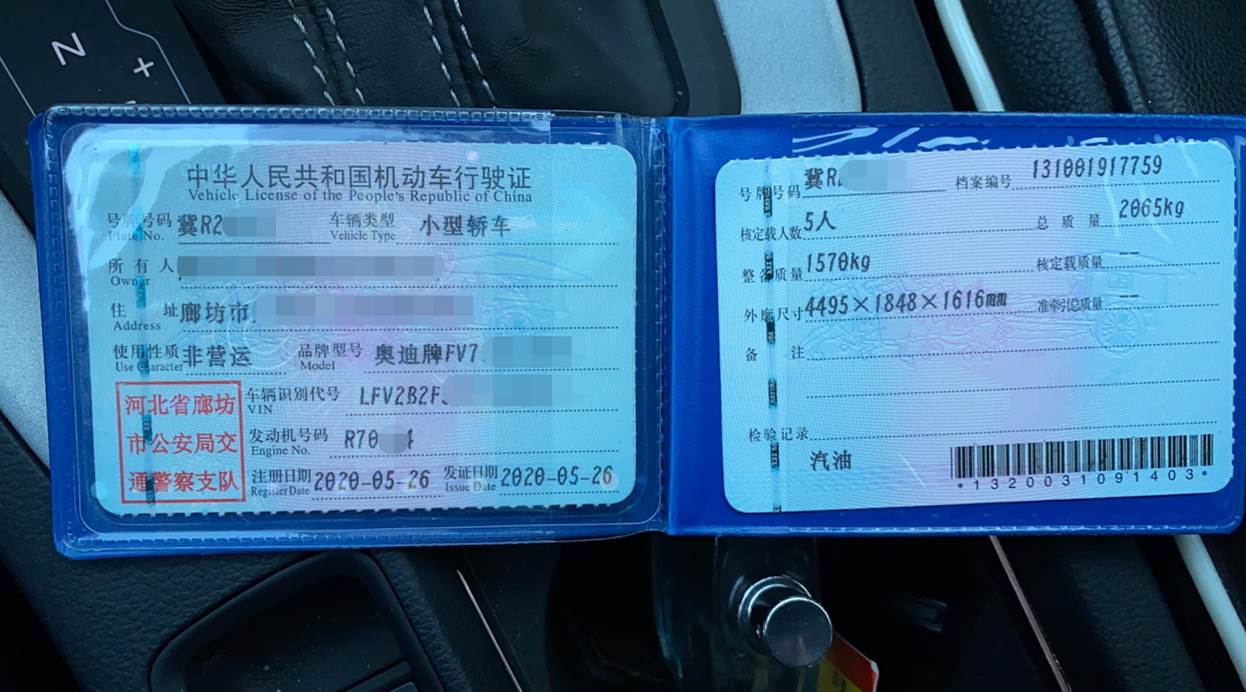 N
+
中华人民共和国机动车行驶证
Vehicle License of the People's Republic of China
号牌号码 冀R2 车辆类型 小型轿车
Plate No. Vehicle Type
所有人
Owner
住址 廊坊市
Address
使用性质 非营运 品牌型号 奥迪牌FV7
Use Character Model
河北省廊坊
市公安局交
通警察支队
车辆识别代号 LFV2B2F
VIN
发动机号码 R70
Engine No.
注册日期 2020-05-26 发证日期 2020-05-26
Register Date Issue Date
号牌号码 冀R 档案编号 131001917759
核定载人数 5人 总质量 2065kg
整备质量 1570kg 核定载质量 --
外廓尺寸 4495×1848×1616mm 准牵引总质量 --
备注
检验记录
汽油
*1320031091403*